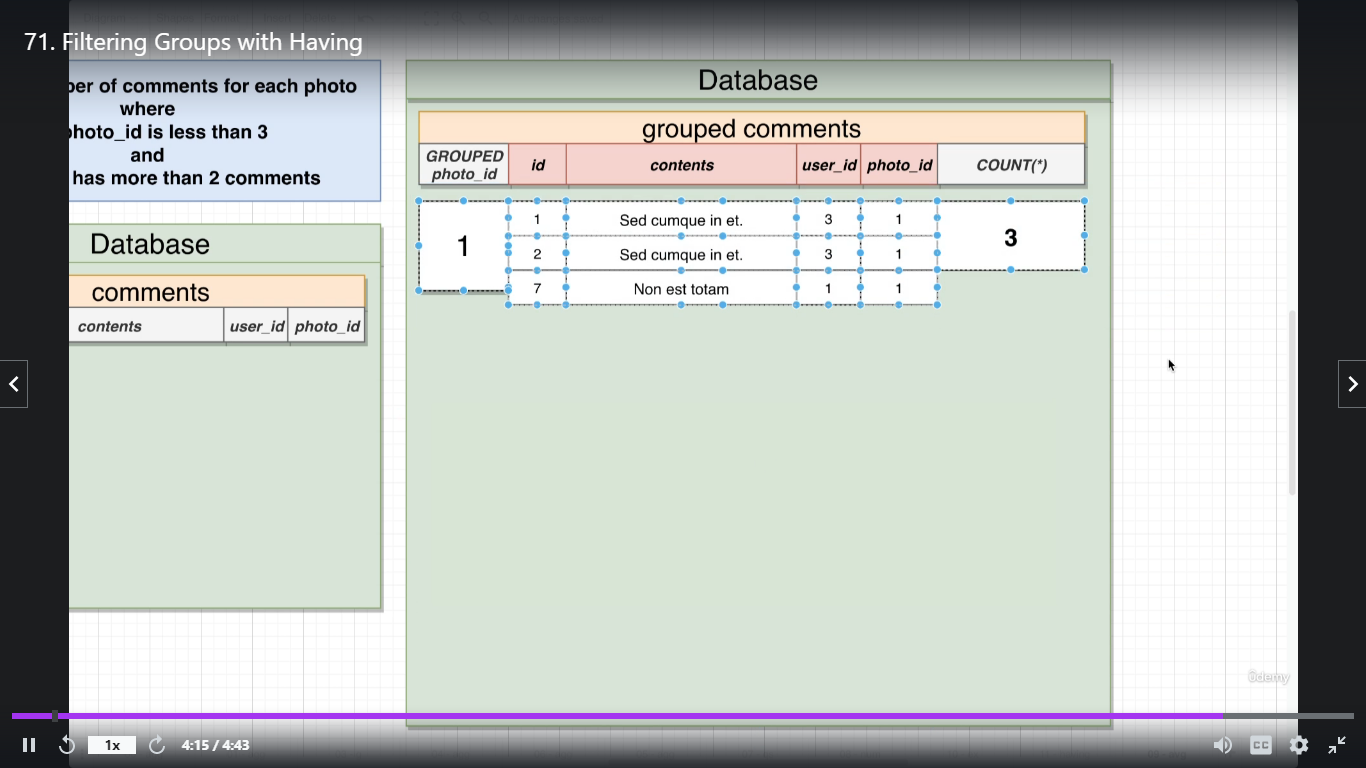 71. Filtering Groups with Having
of comments for each photo
where
photo_id is less than 3
and
has more than 2 comments
Database
comments
contents user_id photo_id
Database
grouped comments
GROUPED photo_id id contents user_id photo_id COUNT(*)
1 1 Sed cumque in et. 3 1 3
2 Sed cumque in et. 3 1
7 Non est totam 1 1
ûdemy
1x 4:15 / 4:43
CC